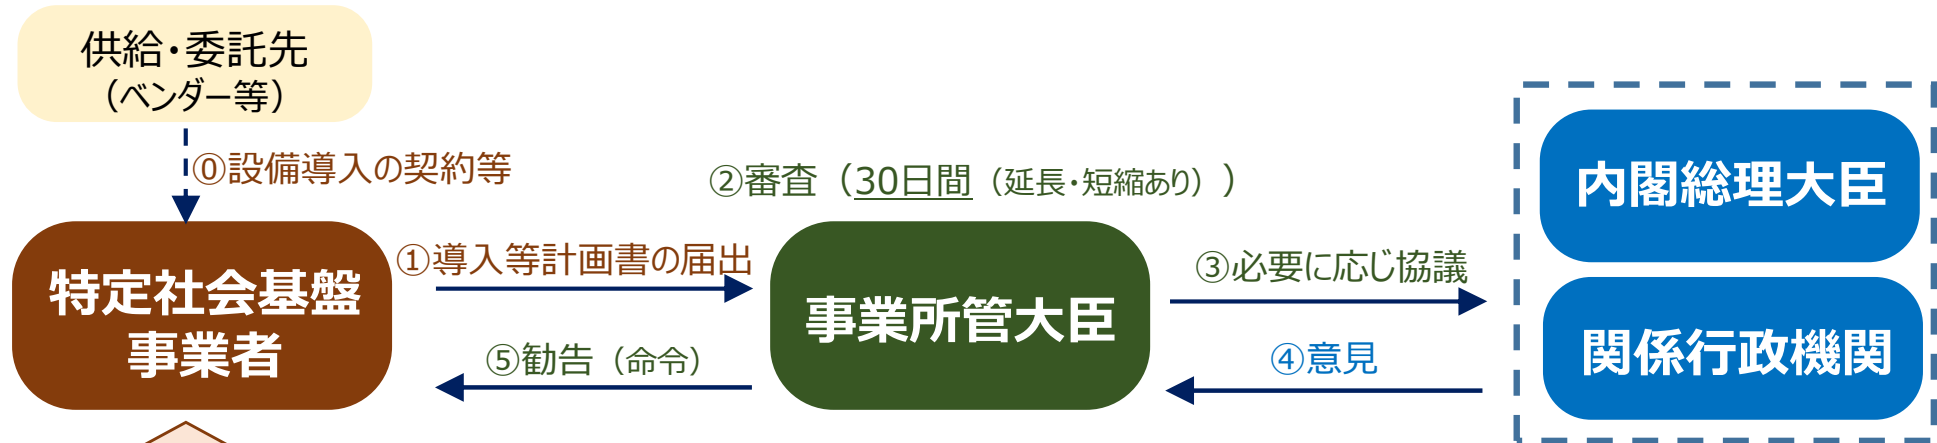 供給・委託先
（ベンダー等）
⓪設備導入の契約等
②審査（30日間（延長・短縮あり））
内閣総理大臣
特定社会基盤
事業者
①導入等計画書の届出
事業所管大臣
③必要に応じ協議
⑤勧告（命令）
④意見
関係行政機関